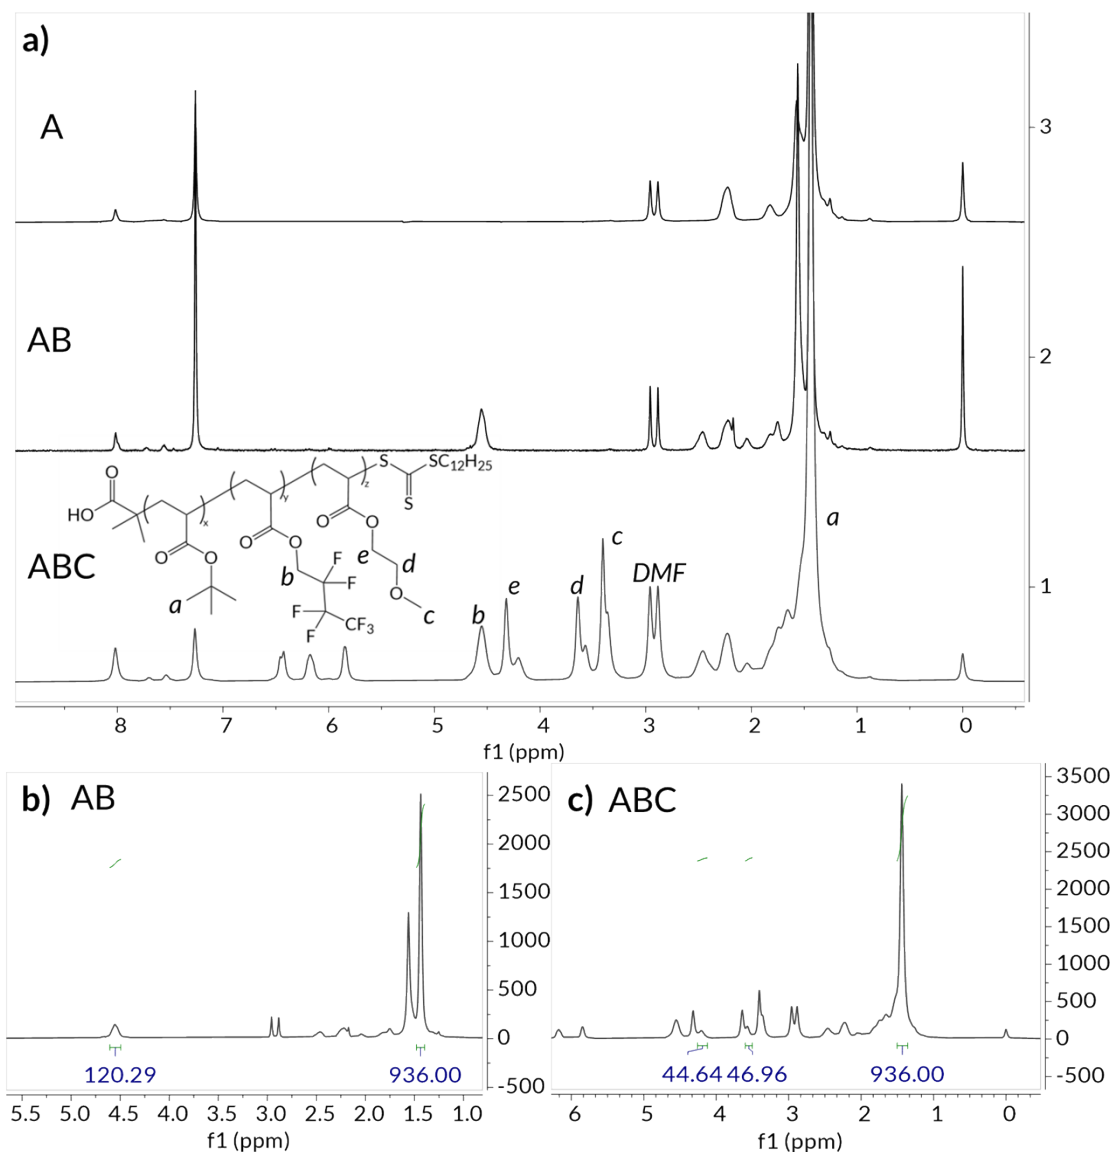 a)
A
3
AB
2
O
HO
O
O
a
x
O
O
b
F
F
F
F
CF3
y
O
O
e
d
O
c
z
S
SC12H25
S
ABC
b
e
d
c
DMF
a
1
8 7 6 5 4 3 2 1 0
f1 (ppm)
b) AB
2500
2000
1500
1000
500
0
-500
120.29 936.00
5.5 5.0 4.5 4.0 3.5 3.0 2.5 2.0 1.5 1.0
f1 (ppm)
c) ABC
3500
3000
2500
2000
1500
1000
500
0
-500
44.64 46.96 936.00
6 5 4 3 2 1 0
f1 (ppm)